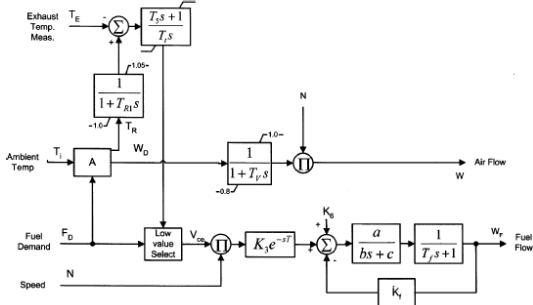 Exhaust
Temp.
Meas.
T_E
-
Σ
+
T_5 s + 1
T_t s
1.05
1
1 + T_R1 s
-1.0
T_R
Ambient
Temp
T_i
A
W_D
1.0
1
1 + T_V s
-0.8
N
Π
W
Air Flow
Fuel
Demand
F_D
Low
value
Select
V_CE
Π
K_3 e^-sT
K_6
+
+
Σ
-
a
bs + c
1
T_f s + 1
W_F
Fuel
Flow
Speed
N
K_f